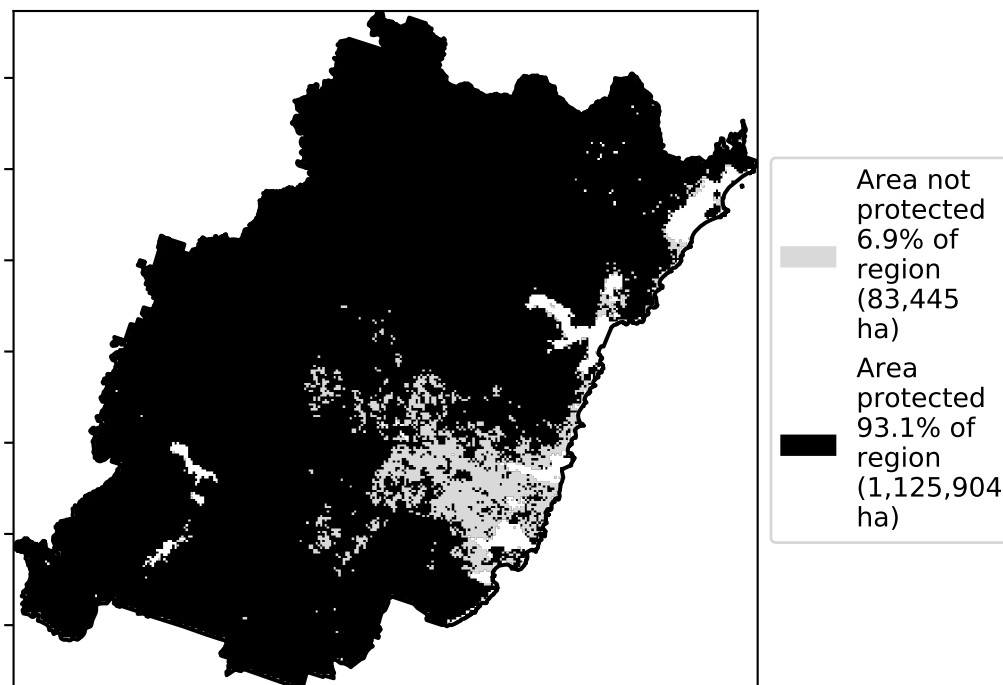 Area not
protected
6.9% of
region
(83,445
ha)
Area
protected
93.1% of
region
(1,125,904
ha)